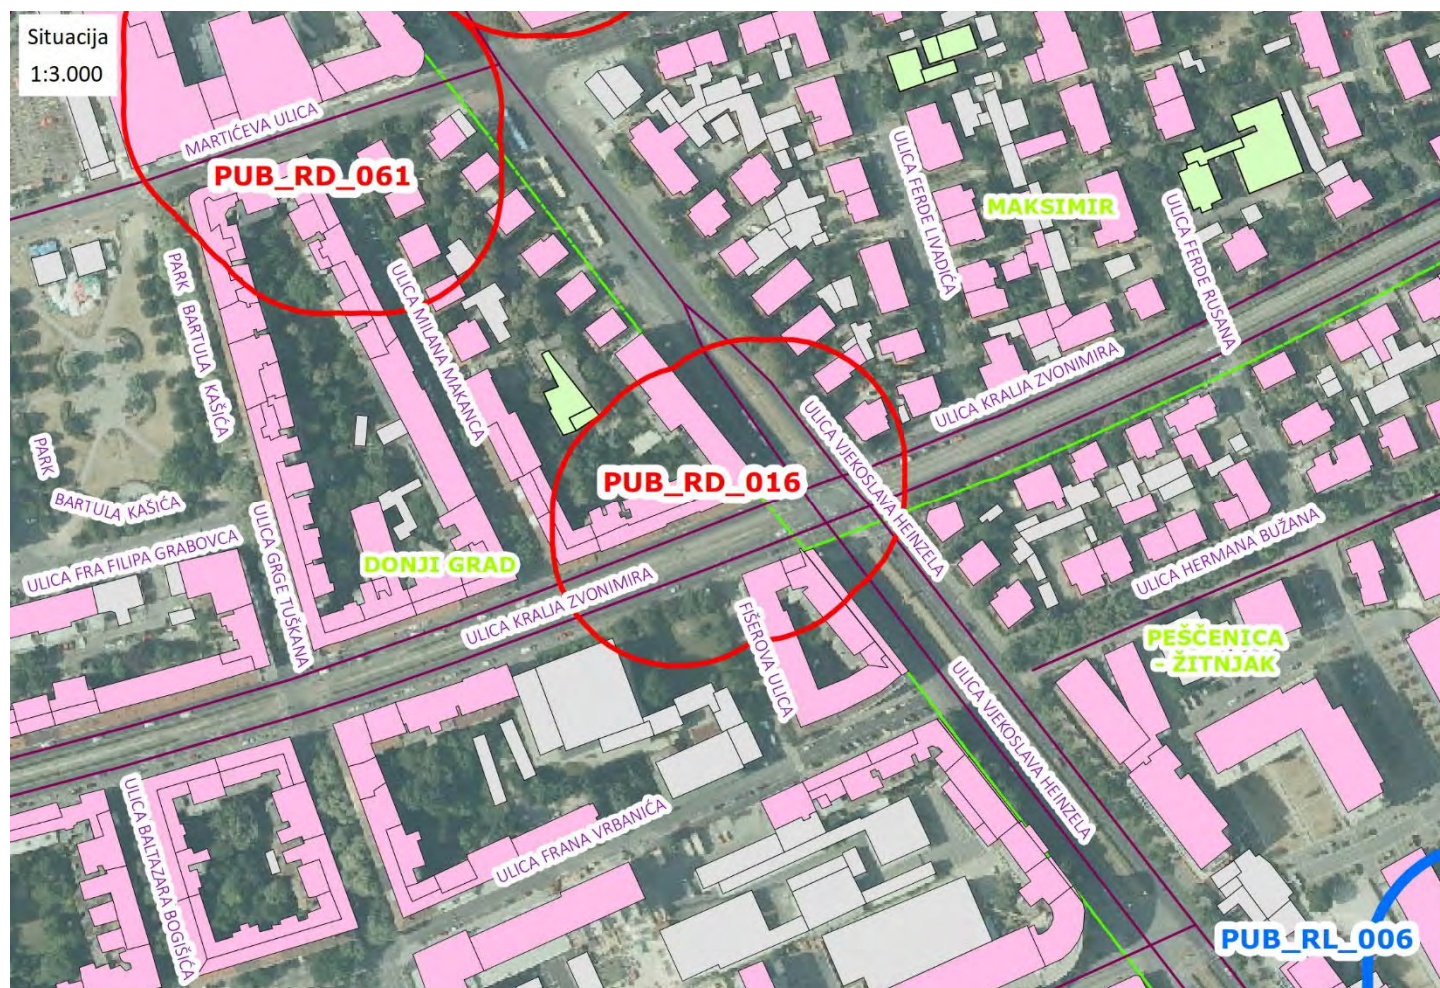 Situacija
1:3.000
MARTIĆEVA ULICA
PUB_RD_061
MAKSIMIR
ULICA FERDE LIVADIĆA
ULICA FERDE RUSANA
PARK BARTULA KAŠIĆA
ULICA MILANA MAKANCA
ULICA KRALJA ZVONIMIRA
ULICA VJEKOSLAVA HEINZELA
PARK
BARTULA KAŠIĆA
PUB_RD_016
ULICA FRA FILIPA GRABOVCA
ULICA GRGE TUŠKANA
DONJI GRAD
ULICA KRALJA ZVONIMIRA
ULICA HERMANA BUŽANA
FIŠEROVA ULICA
PEŠČENICA
- ŽITNJAK
ULICA VJEKOSLAVA HEINZELA
ULICA BALTAZARA BOGIŠIĆA
ULICA FRANA VRBANIĆA
PUB_RL_006